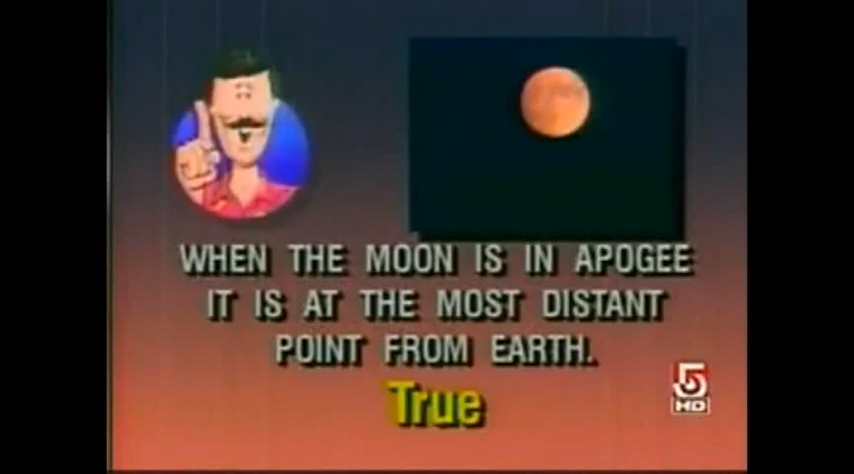 WHEN THE MOON IS IN APOGEE
IT IS AT THE MOST DISTANT
POINT FROM EARTH.
True
5
HD